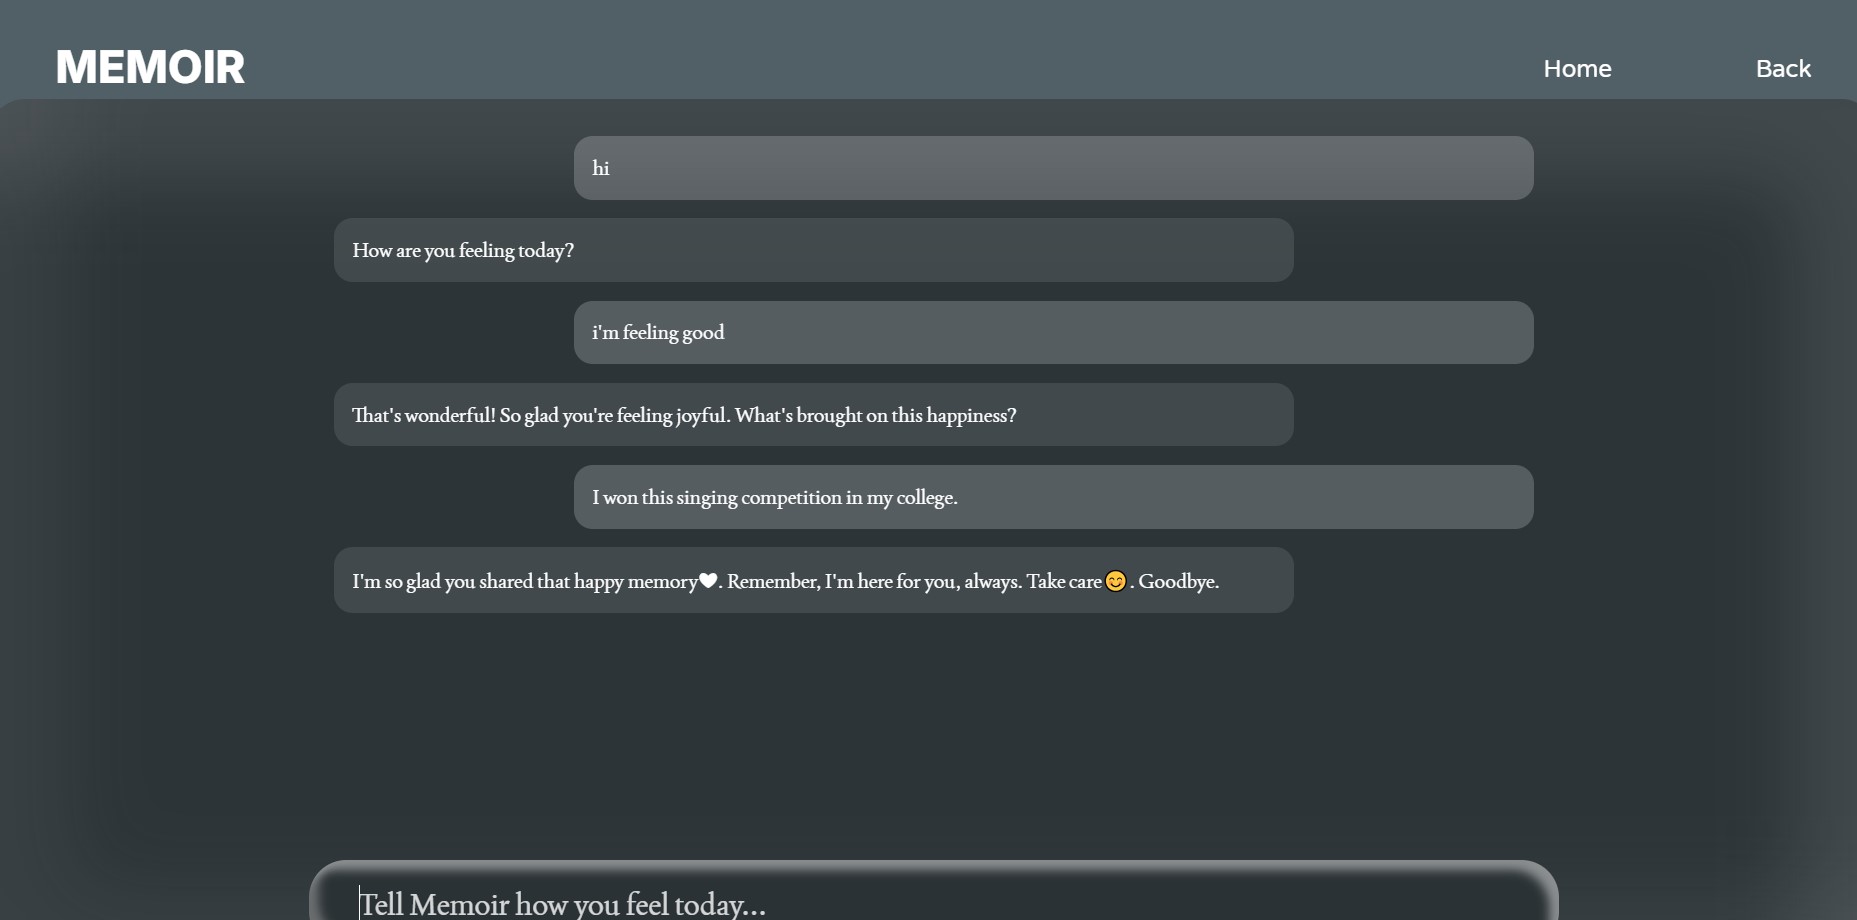 MEMOIR
Home
Back
hi
How are you feeling today?
i'm feeling good
That's wonderful! So glad you're feeling joyful. What's brought on this happiness?
I won this singing competition in my college.
I'm so glad you shared that happy memory🤍. Remember, I'm here for you, always. Take care😊. Goodbye.
Tell Memoir how you feel today...